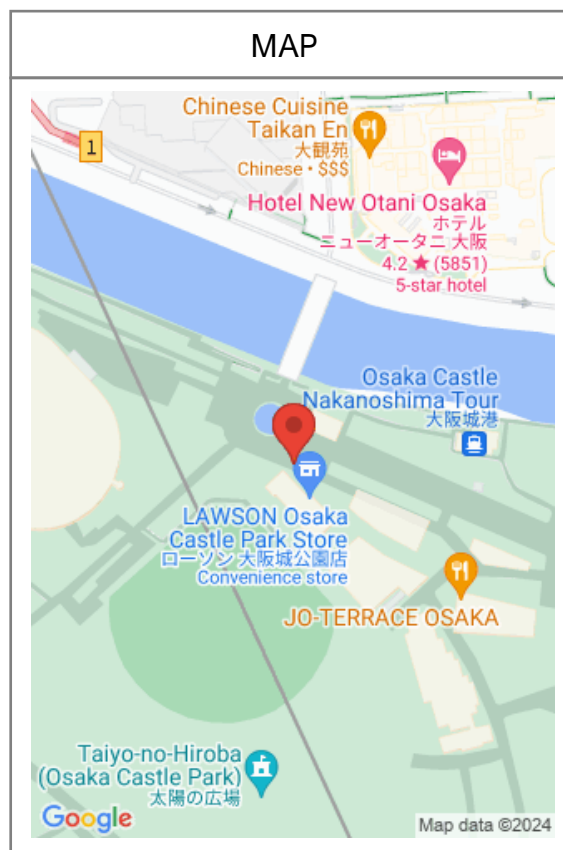 MAP
Chinese Cuisine
Taikan En
大観苑
Chinese • $$$
1
Hotel New Otani Osaka
ホテル
ニューオータニ 大阪
4.2 ★ (5851)
5-star hotel
Osaka Castle
Nakanoshima Tour
大阪城港
LAWSON Osaka
Castle Park Store
ローソン 大阪城公園店
Convenience store
JO-TERRACE OSAKA
Taiyo-no-Hiroba
(Osaka Castle Park)
太陽の広場
Google
Map data ©2024